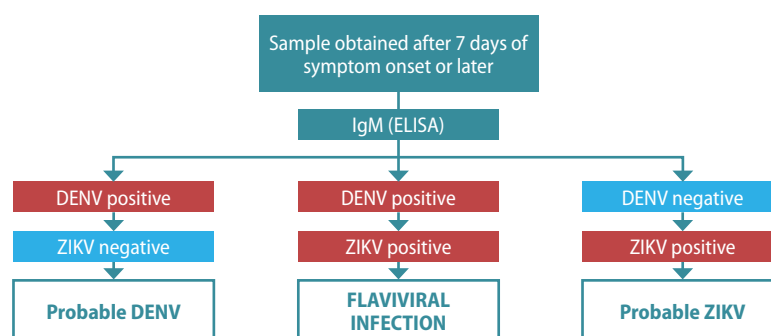 Sample obtained after 7 days of
symptom onset or later
IgM (ELISA)
DENV positive
DENV positive
DENV negative
ZIKV negative
ZIKV positive
ZIKV positive
Probable DENV
FLAVIVIRAL
INFECTION
Probable ZIKV